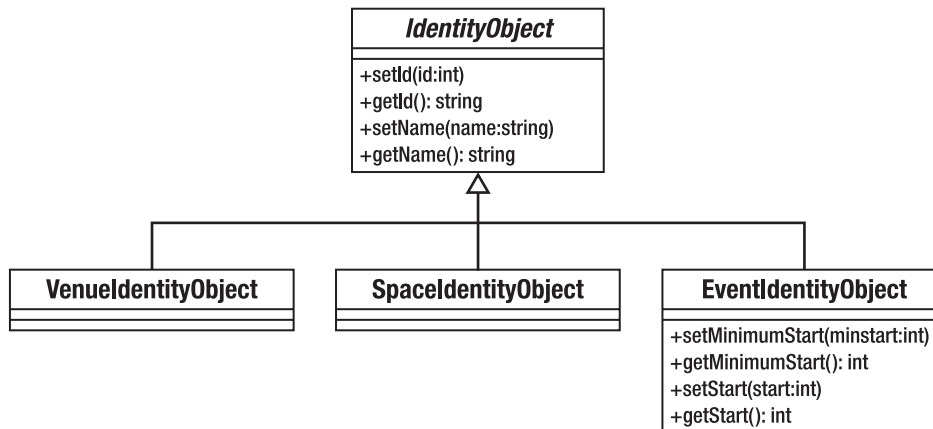 IdentityObject
+setId(id:int)
+getId(): string
+setName(name:string)
+getName(): string
VenueIdentityObject
SpaceIdentityObject
EventIdentityObject
+setMinimumStart(minstart:int)
+getMinimumStart(): int
+setStart(start:int)
+getStart(): int